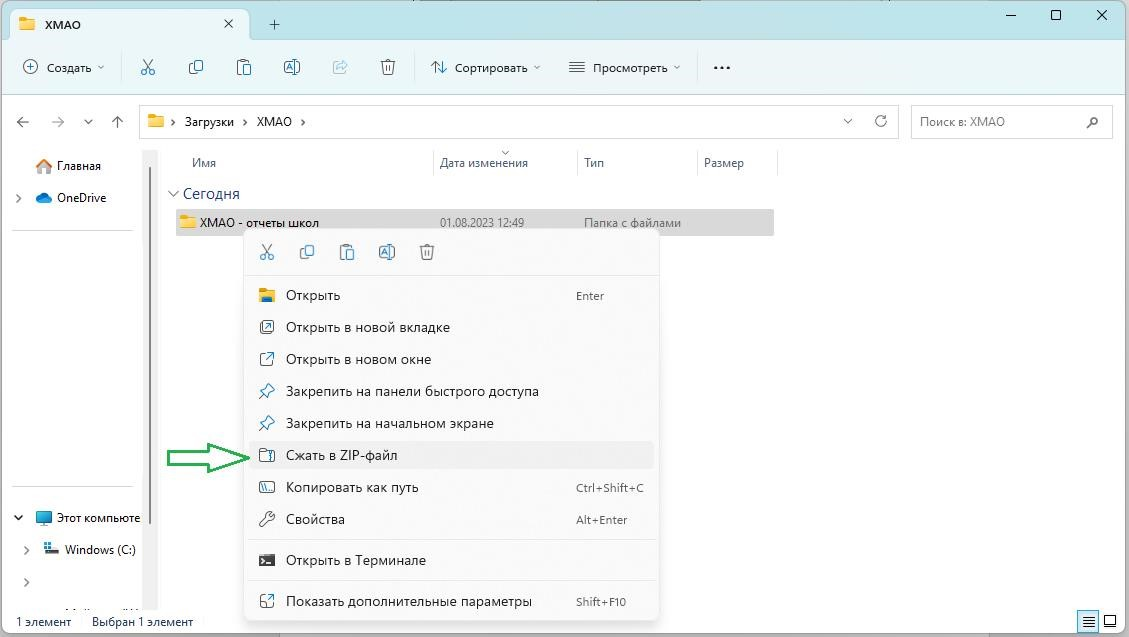 ХМАО
Создать
Сортировать
Просмотреть
Загрузки
ХМАО
Поиск в: ХМАО
Главная
OneDrive
Этот компьюте
Windows (C:)
Имя
Дата изменения
Тип
Размер
Сегодня
ХМАО - отчеты школ
01.08.2023 12:49
Папка с файлами
Открыть
Enter
Открыть в новой вкладке
Открыть в новом окне
Закрепить на панели быстрого доступа
Закрепить на начальном экране
Сжать в ZIP-файл
Копировать как путь
Ctrl+Shift+C
Свойства
Alt+Enter
Открыть в Терминале
Показать дополнительные параметры
Shift+F10
1 элемент
Выбран 1 элемент